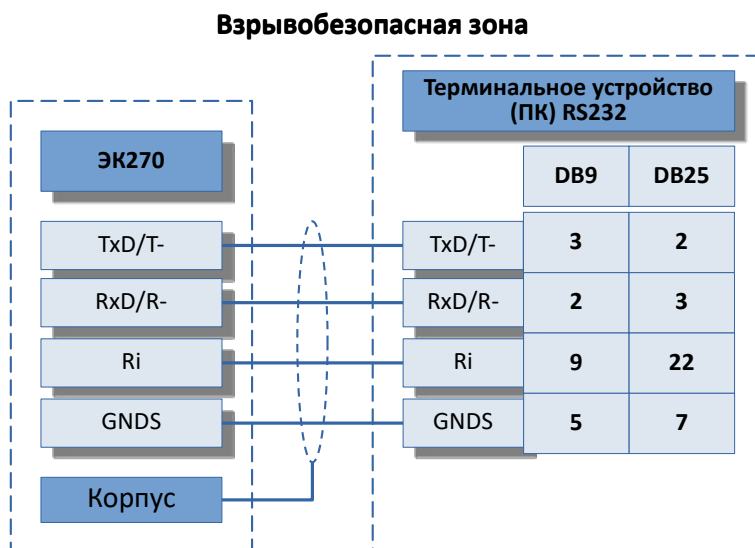 Взрывобезопасная зона
Терминальное устройство
(ПК) RS232
ЭК270
DB9 DB25
TxD/T- TxD/T- 3 2
RxD/R- RxD/R- 2 3
Ri Ri 9 22
GNDS GNDS 5 7
Корпус